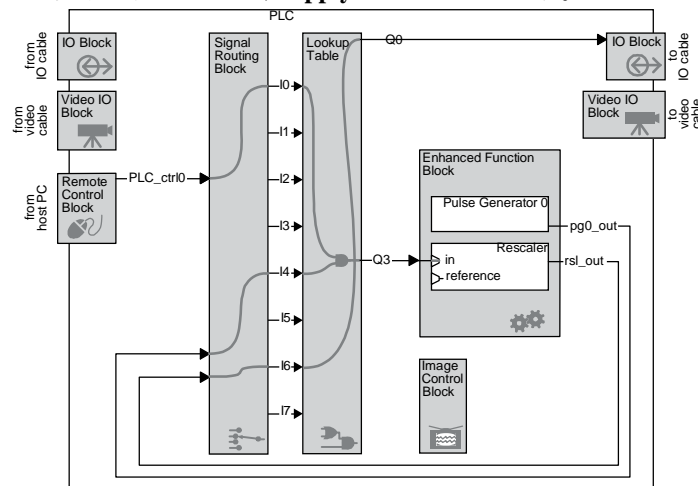 PLC
from
IO cable
IO Block
from
video
cable
Video IO
Block
from
host PC
Remote
Control
Block
PLC_ctrl0
Signal
Routing
Block
I0
I1
I2
I3
I4
I5
I6
I7
Lookup
Table
Q0
Q3
Enhanced Function
Block
Pulse Generator 0
Rescaler
in
reference
pg0_out
rsl_out
Image
Control
Block
IO Block
to
IO cable
Video IO
Block
to
video
cable